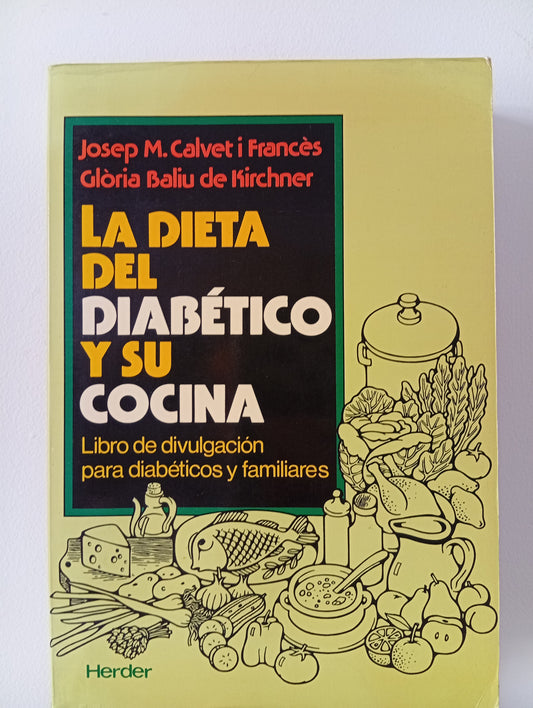 Josep M. Calvet i Francès
Glòria Baliu de Kirchner
LA DIETA
DEL
DIABÉTICO
Y SU
COCINA
Libro de divulgación
para diabéticos y familiares
Herder